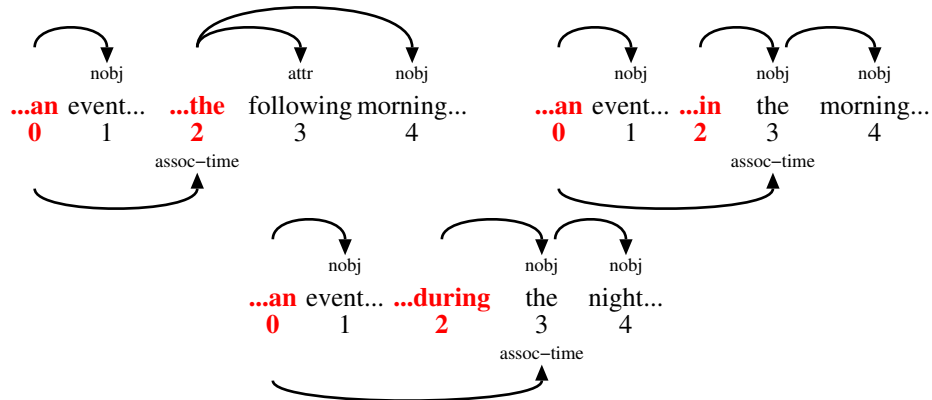 nobj attr nobj
...an event... ...the following morning...
0 1 2 3 4
assoc-time
nobj nobj nobj
...an event... ...in the morning...
0 1 2 3 4
assoc-time
nobj nobj nobj
...an event... ...during the night...
0 1 2 3 4
assoc-time